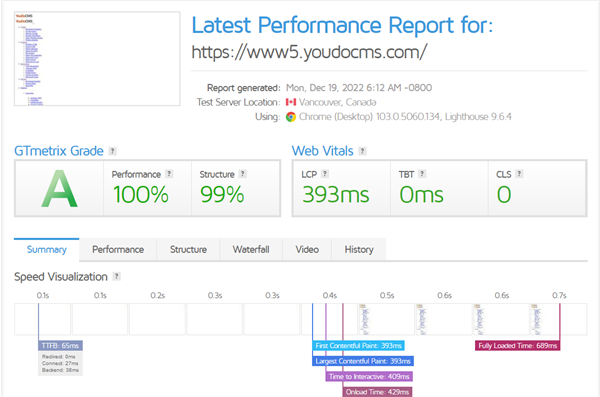 YoudoCMS
Latest Performance Report for:
https://www5.youdocms.com/
Report generated: Mon, Dec 19, 2022 6:12 AM -0800
Test Server Location: Vancouver, Canada
Using: Chrome (Desktop) 103.0.5060.134, Lighthouse 9.6.4
GTmetrix Grade ?
Web Vitals ?
A
Performance ?
100%
Structure ?
99%
LCP ?
393ms
TBT ?
0ms
CLS ?
0
Summary Performance Structure Waterfall Video History
Speed Visualization ?
0.1s 0.1s 0.2s 0.3s 0.3s 0.4s 0.5s 0.6s 0.6s 0.7s
TTFB: 65ms
Redirect: 0ms
Connect: 27ms
Backend: 38ms
First Contentful Paint: 393ms
Fully Loaded Time: 689ms
Largest Contentful Paint: 393ms
Time to Interactive: 409ms
Onload Time: 429ms